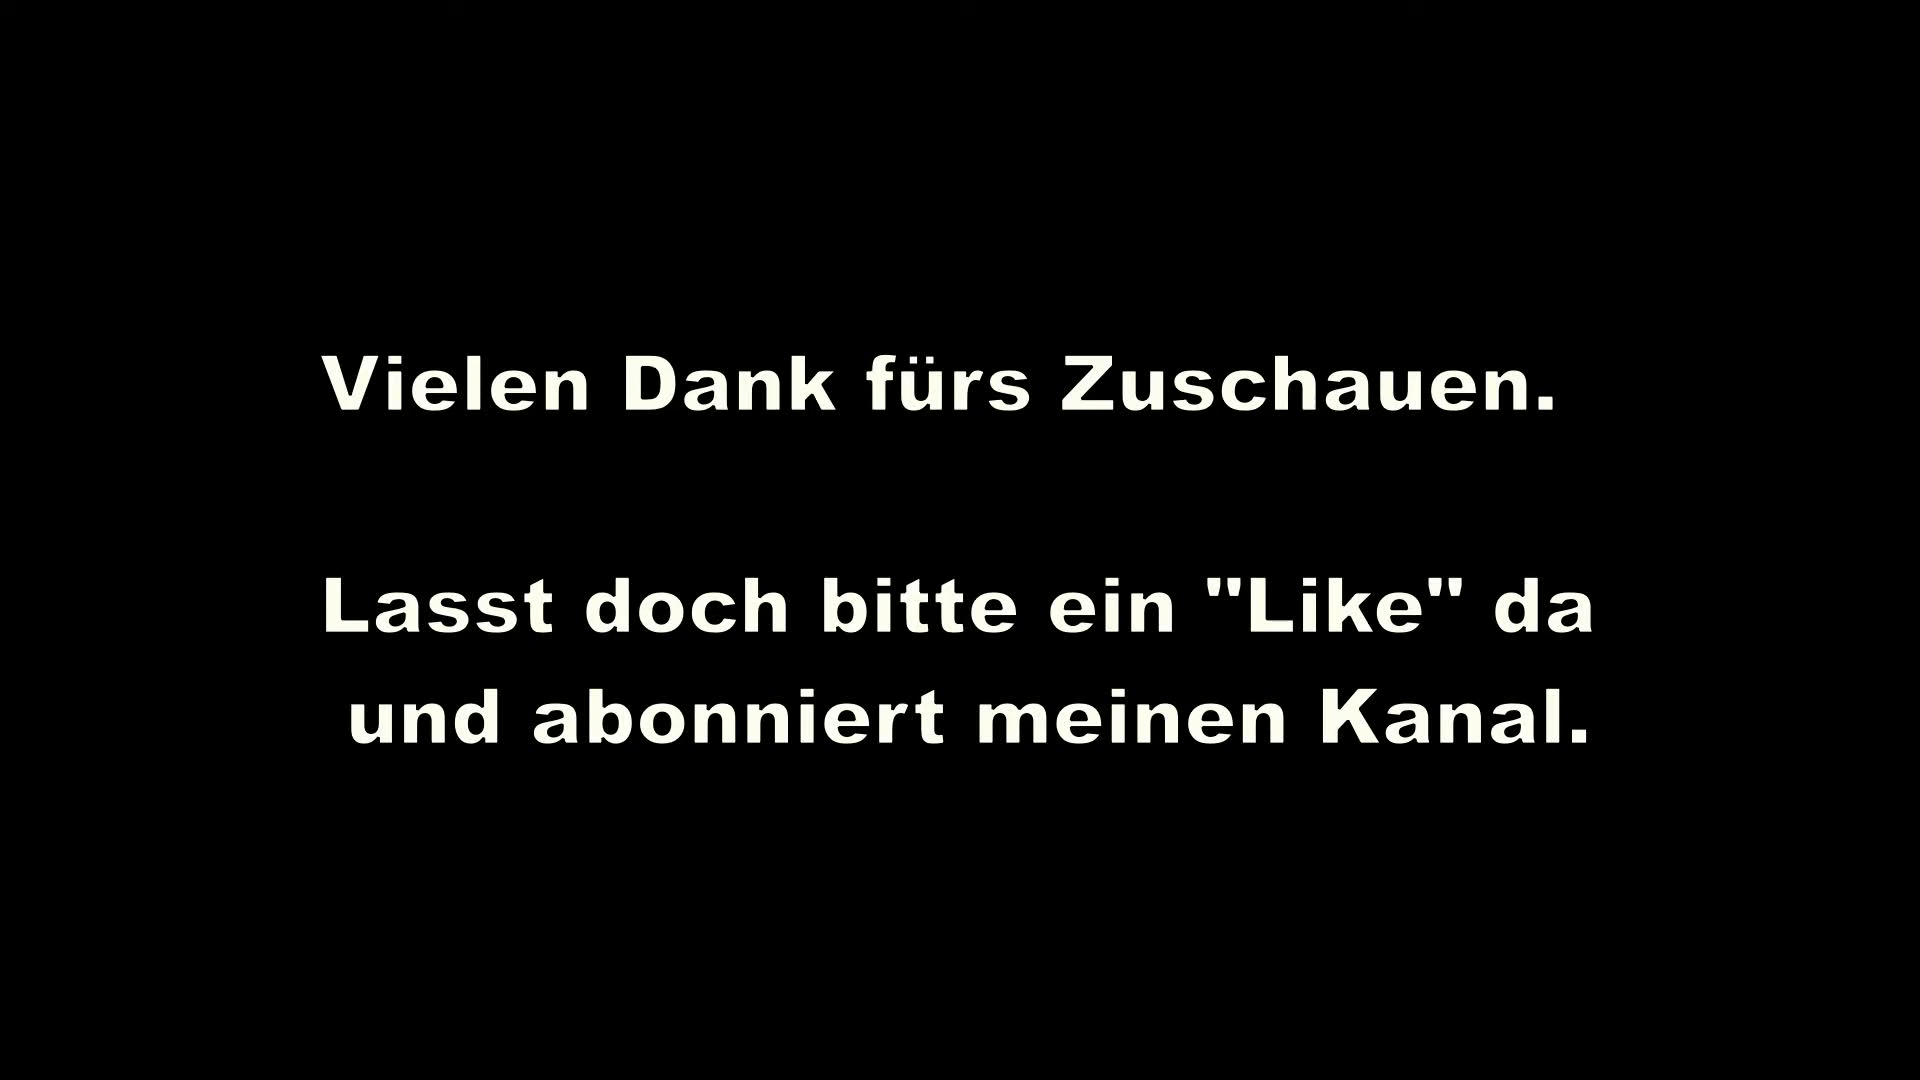 Vielen Dank fürs Zuschauen.
Lasst doch bitte ein "Like" da
und abonniert meinen Kanal.